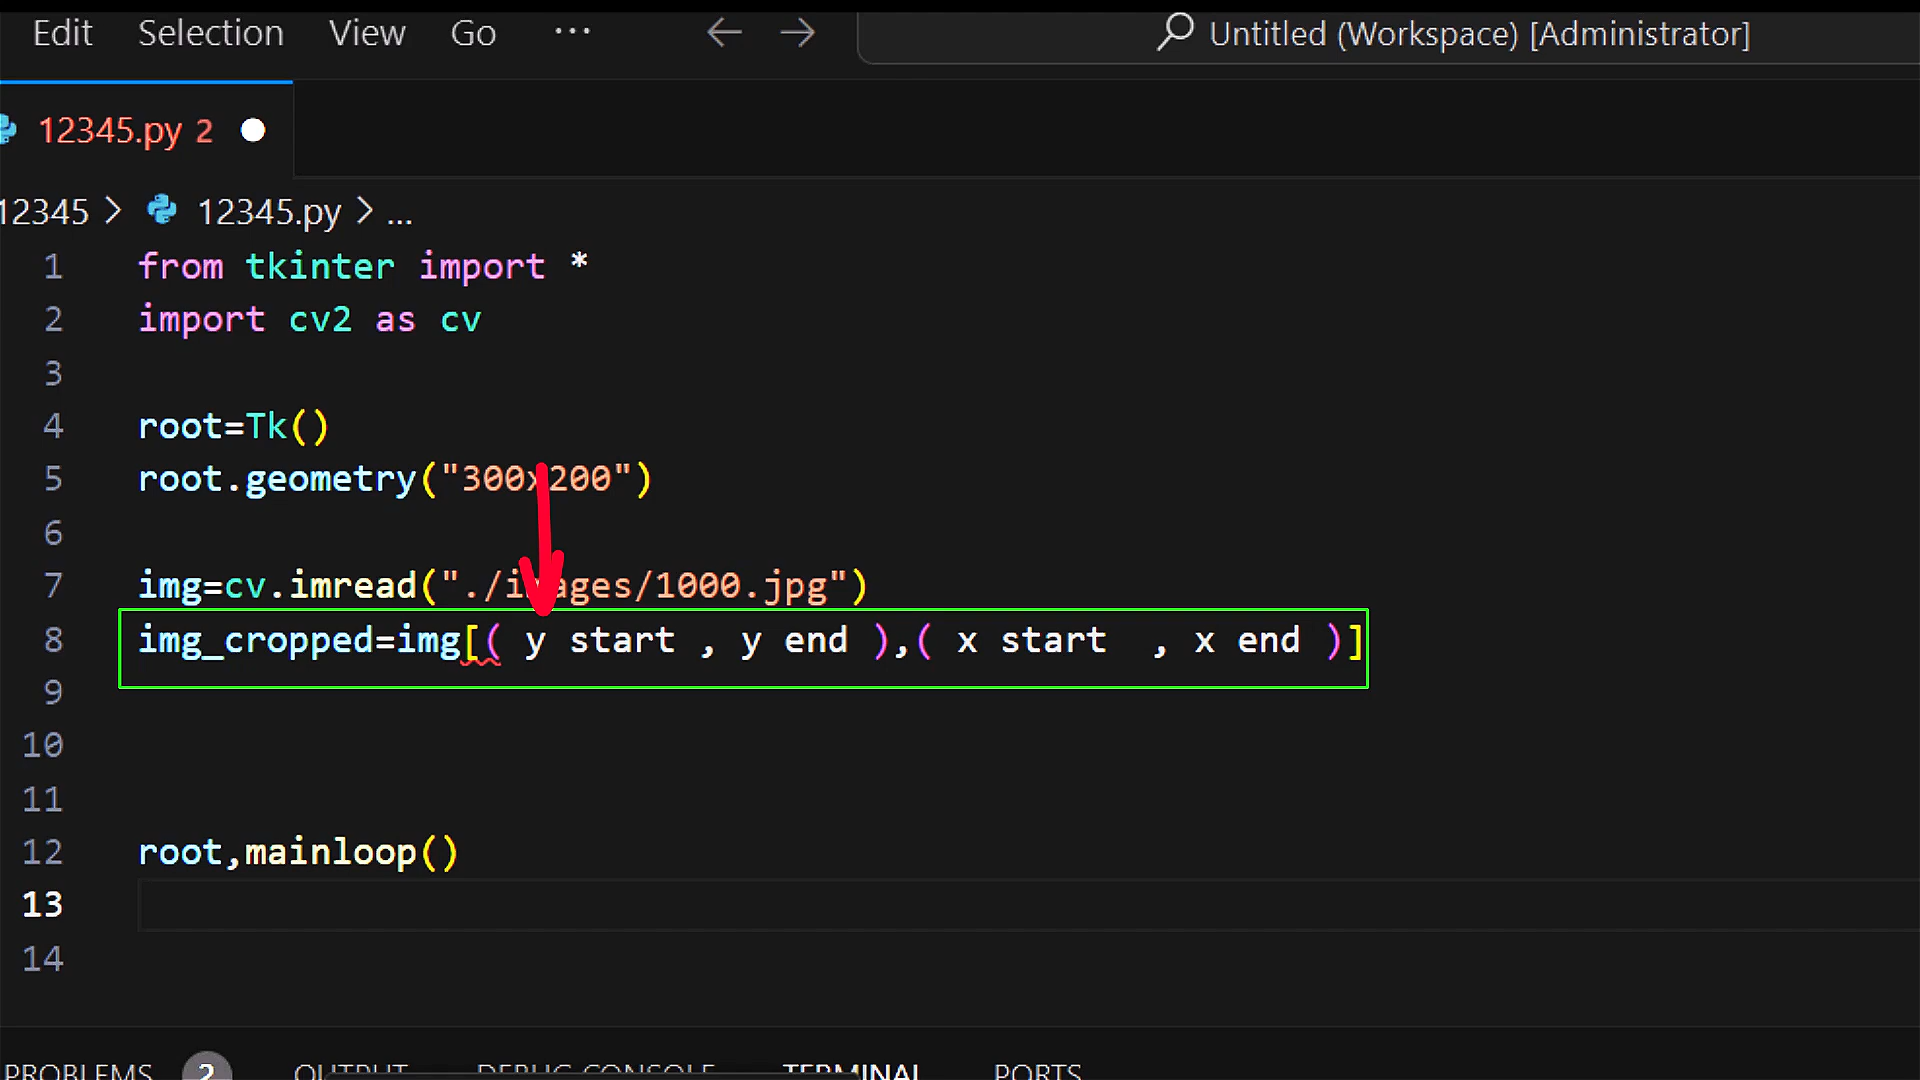 Edit Selection View Go ... Untitled (Workspace) [Administrator]
12345.py 2
12345 > 12345.py > ...
1 from tkinter import *
2 import cv2 as cv
3
4 root=Tk()
5 root.geometry("300x200")
6
7 img=cv.imread("./images/1000.jpg")
8 img_cropped=img[( y start , y end ),( x start  , x end )]
9
10
11
12 root,mainloop()
13
14
PROBLEMS 2 OUTPUT DEBUG CONSOLE TERMINAL PORTS